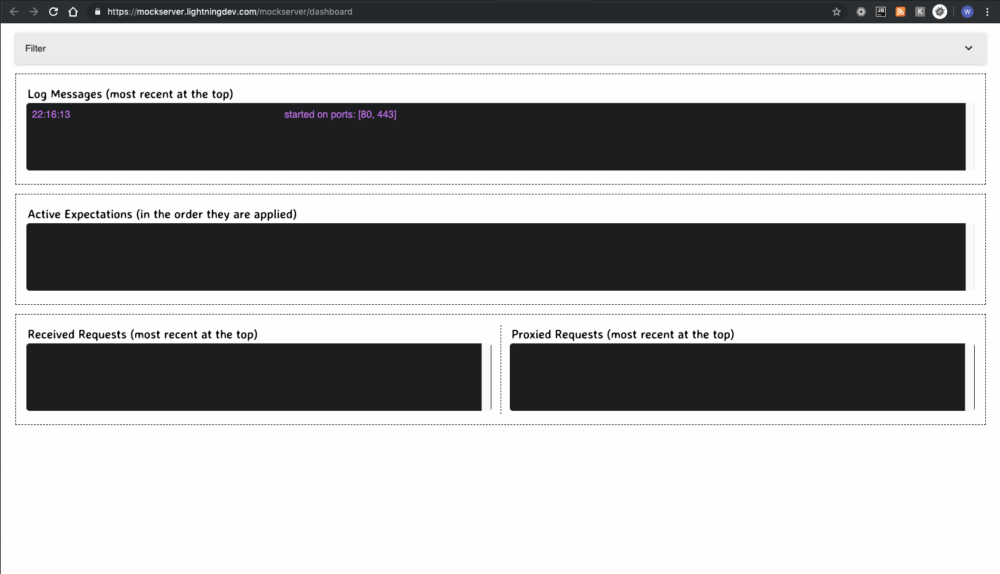 https://mockserver.lightningdev.com/mockserver/dashboard
JB
K
W
Filter
Log Messages (most recent at the top)
22:16:13 started on ports: [80, 443]
Active Expectations (in the order they are applied)
Received Requests (most recent at the top)
Proxied Requests (most recent at the top)